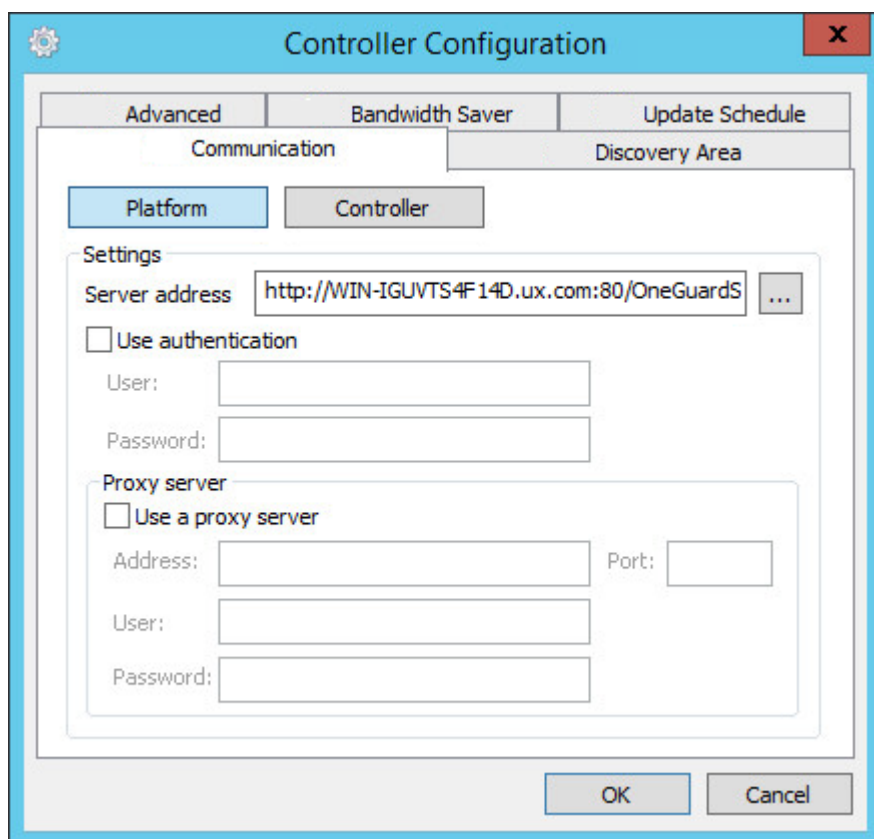 Controller Configuration
x
Advanced Bandwidth Saver Update Schedule
Communication Discovery Area
Platform Controller
Settings
Server address http://WIN-IGUVTS4F14D.ux.com:80/OneGuardS ...
Use authentication
User:
Password:
Proxy server
Use a proxy server
Address: Port:
User:
Password:
OK Cancel